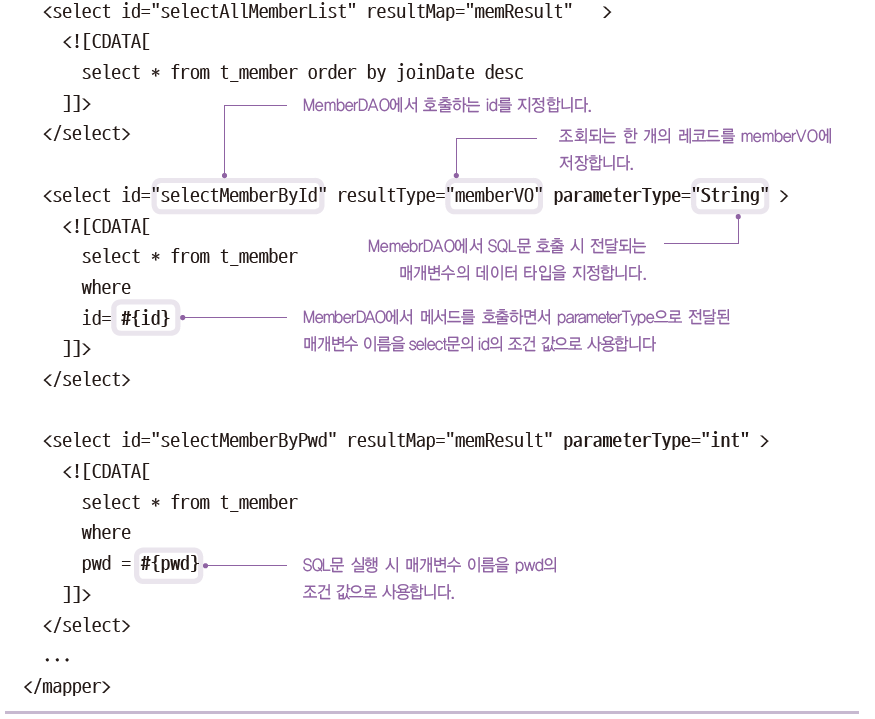 <select id="selectAllMemberList" resultMap="memResult"   >
<![CDATA[
select * from t_member order by joinDate desc
]]>
MemberDAO에서 호출하는 id를 지정합니다.
</select>
조회되는 한 개의 레코드를 memberVO에
저장합니다.
<select id="selectMemberById" resultType="memberVO" parameterType="String" >
<![CDATA[
select * from t_member
MemebrDAO에서 SQL문 호출 시 전달되는
매개변수의 데이터 타입을 지정합니다.
where
id= #{id}
MemberDAO에서 메서드를 호출하면서 parameterType으로 전달된
매개변수 이름을 select문의 id의 조건 값으로 사용합니다
]]>
</select>
<select id="selectMemberByPwd" resultMap="memResult" parameterType="int" >
<![CDATA[
select * from t_member
where
pwd = #{pwd}
SQL문 실행 시 매개변수 이름을 pwd의
조건 값으로 사용합니다.
]]>
</select>
...
</mapper>